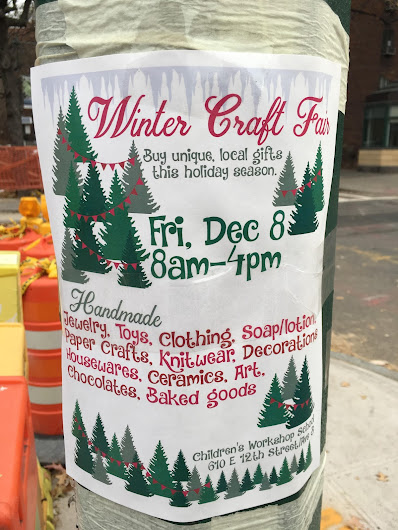 Winter Craft Fair
Buy unique, local gifts
this holiday season.
Fri, Dec 8
8am-4pm
Handmade
Jewelry, Toys, Clothing, Soap/lotion,
Paper Crafts, Knitwear, Decorations
Housewares, Ceramics, Art,
Chocolates, Baked goods
Children's Workshop School
610 E 12th Street